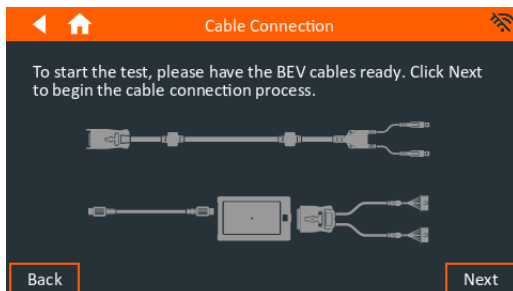 Cable Connection
To start the test, please have the BEV cables ready. Click Next
to begin the cable connection process.
Back
Next